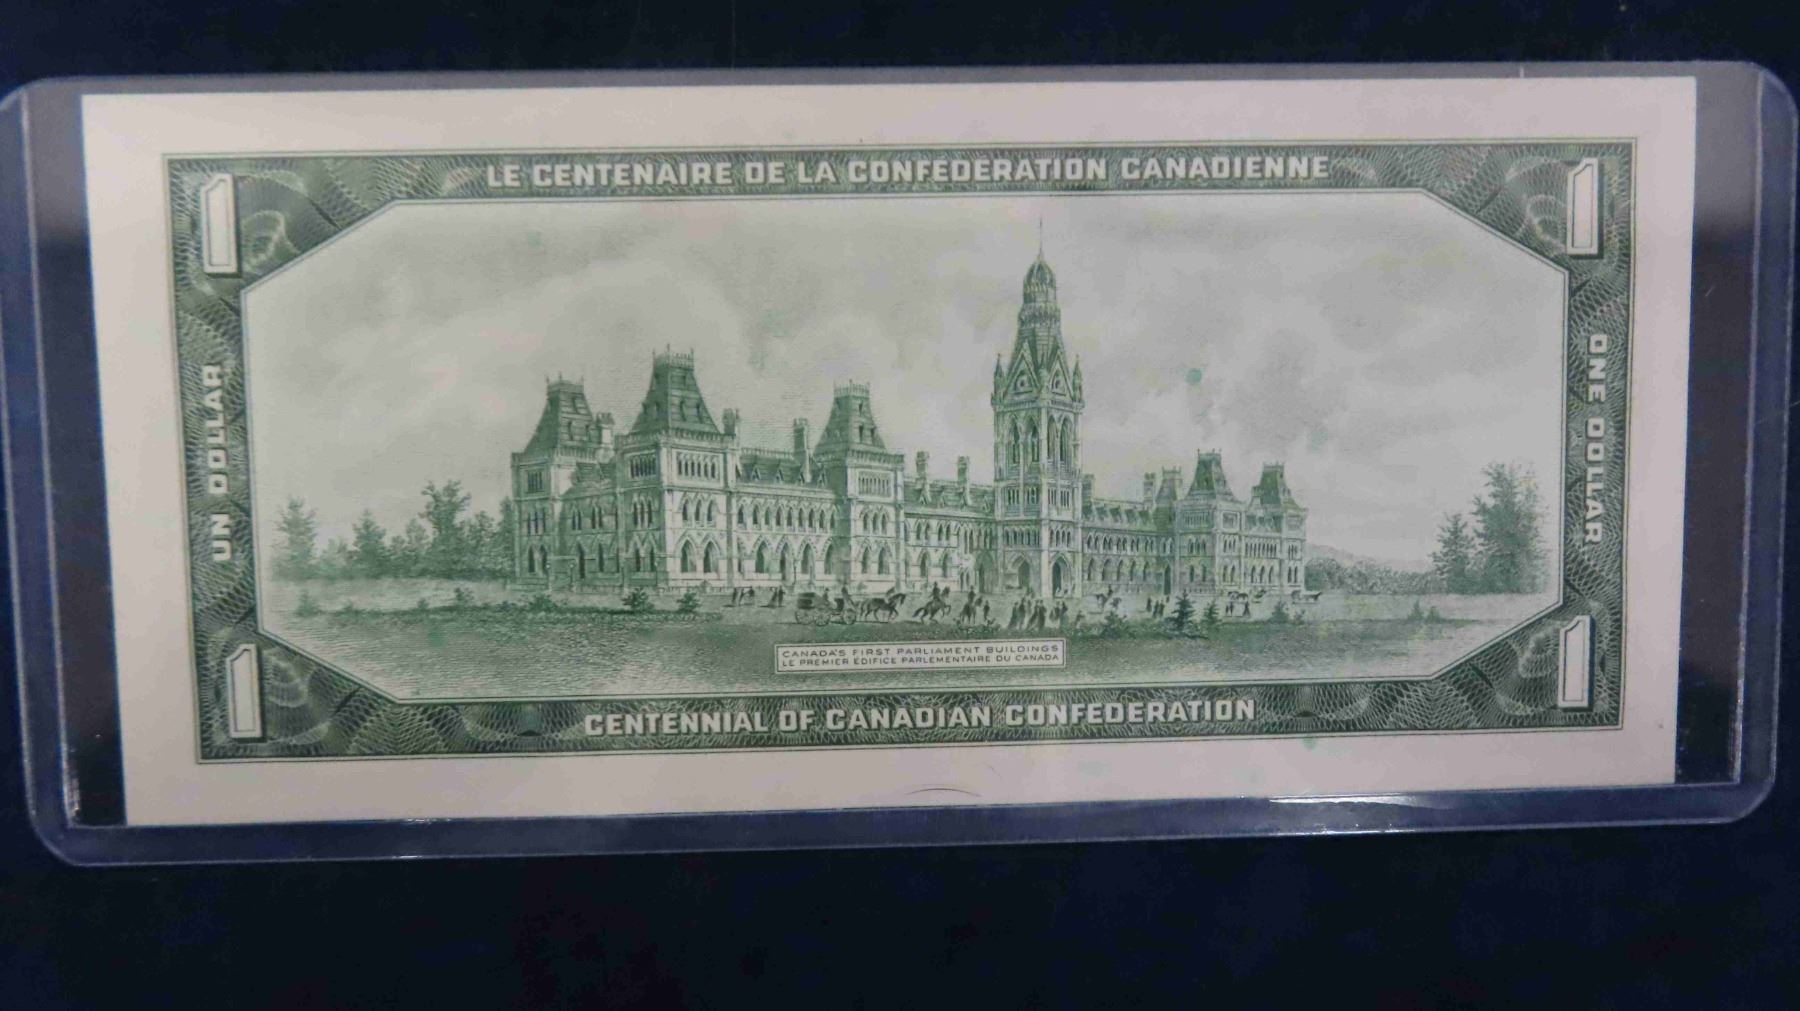 1 LE CENTENAIRE DE LA CONFEDERATION CANADIENNE 1
UN DOLLAR
ONE DOLLAR
CANADA'S FIRST PARLIAMENT BUILDINGS
LE PREMIER EDIFICE PARLEMENTAIRE DU CANADA
1 CENTENNIAL OF CANADIAN CONFEDERATION 1